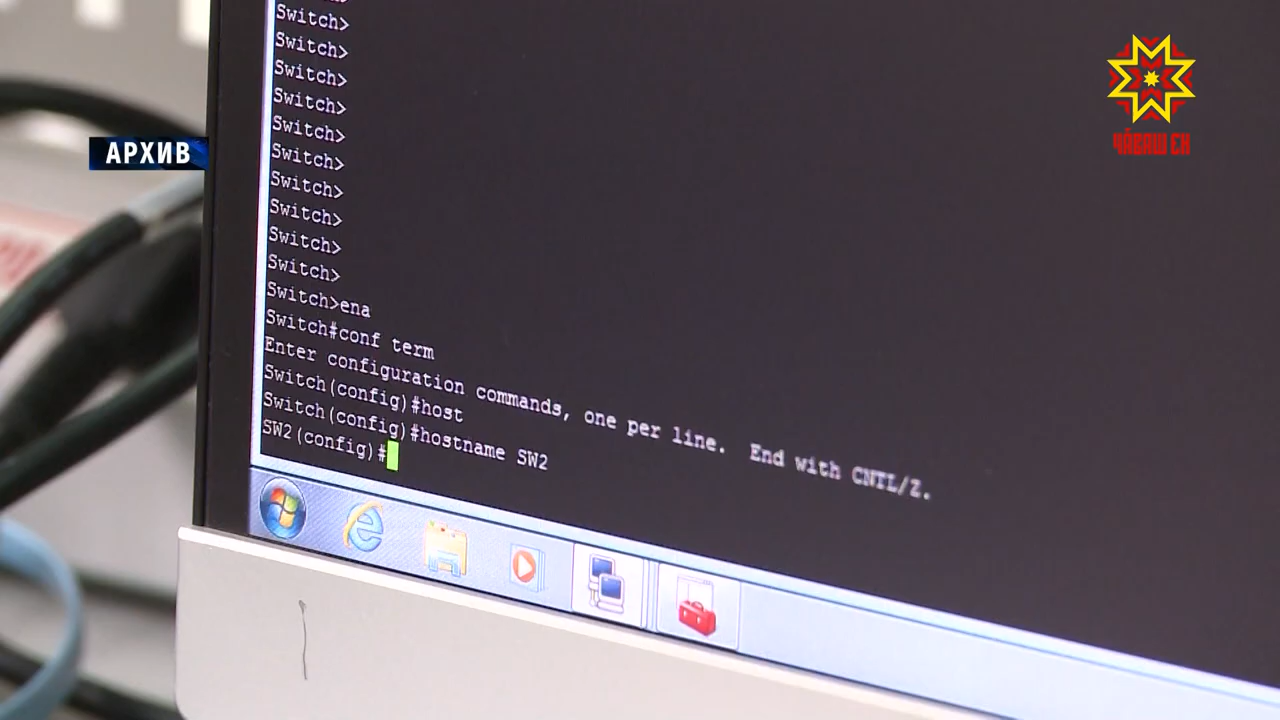 Switch>
Switch>
Switch>
Switch>
Switch>
Switch>
Switch>
Switch>
Switch>
Switch>
Switch>ena
Switch#conf term
Enter configuration commands, one per line.  End with CNTL/Z.
Switch(config)#host
Switch(config)#hostname SW2
SW2(config)#
АРХИВ
ЧӐВАШ ЕН